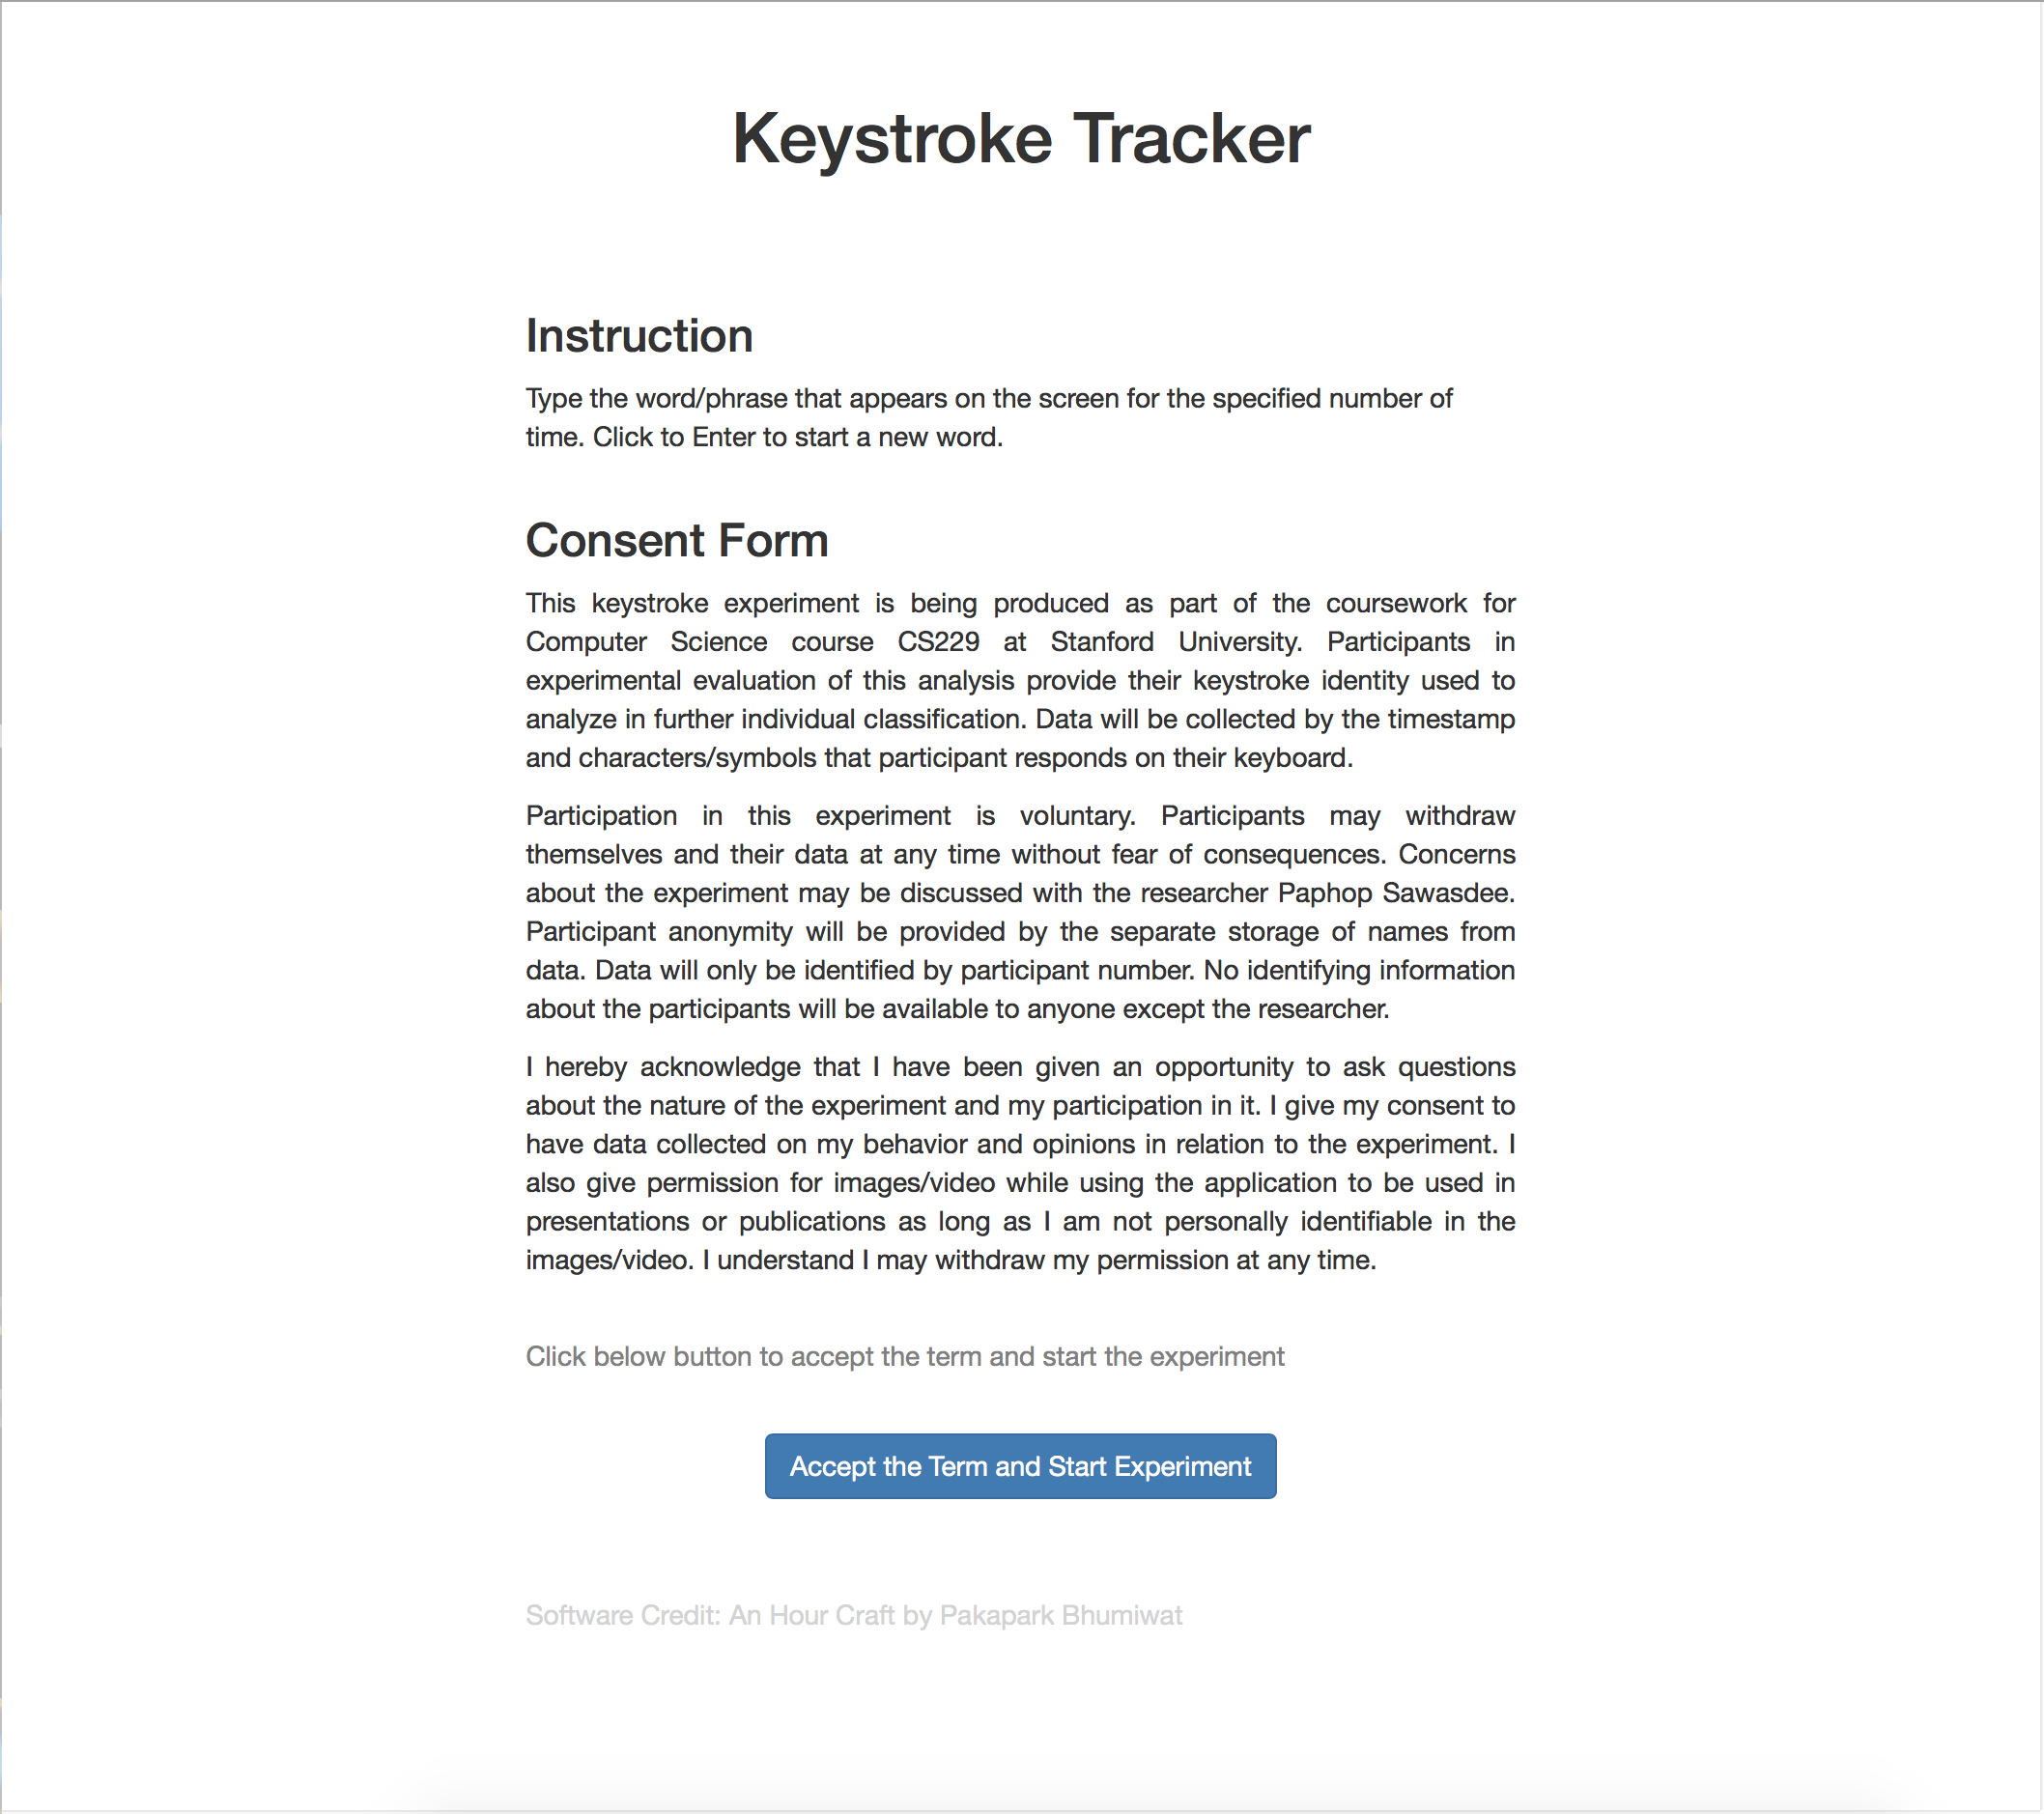 Keystroke Tracker
Instruction
Type the word/phrase that appears on the screen for the specified number of
time. Click to Enter to start a new word.
Consent Form
This keystroke experiment is being produced as part of the coursework for
Computer Science course CS229 at Stanford University. Participants in
experimental evaluation of this analysis provide their keystroke identity used to
analyze in further individual classification. Data will be collected by the timestamp
and characters/symbols that participant responds on their keyboard.
Participation in this experiment is voluntary. Participants may withdraw
themselves and their data at any time without fear of consequences. Concerns
about the experiment may be discussed with the researcher Paphop Sawasdee.
Participant anonymity will be provided by the separate storage of names from
data. Data will only be identified by participant number. No identifying information
about the participants will be available to anyone except the researcher.
I hereby acknowledge that I have been given an opportunity to ask questions
about the nature of the experiment and my participation in it. I give my consent to
have data collected on my behavior and opinions in relation to the experiment. I
also give permission for images/video while using the application to be used in
presentations or publications as long as I am not personally identifiable in the
images/video. I understand I may withdraw my permission at any time.
Click below button to accept the term and start the experiment
Accept the Term and Start Experiment
Software Credit: An Hour Craft by Pakapark Bhumiwat